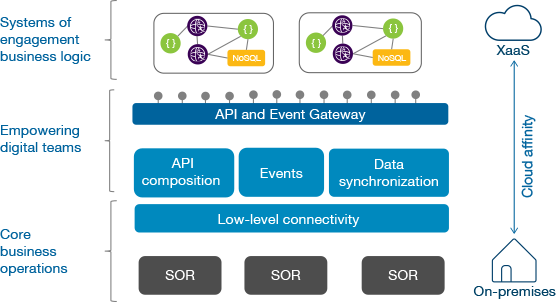 Systems of
engagement
business logic
{ }
{ }
NoSQL
{ }
{ }
NoSQL
XaaS
Empowering
digital teams
API and Event Gateway
API
composition
Events
Data
synchronization
Cloud affinity
Core
business
operations
Low-level connectivity
SOR
SOR
SOR
On-premises